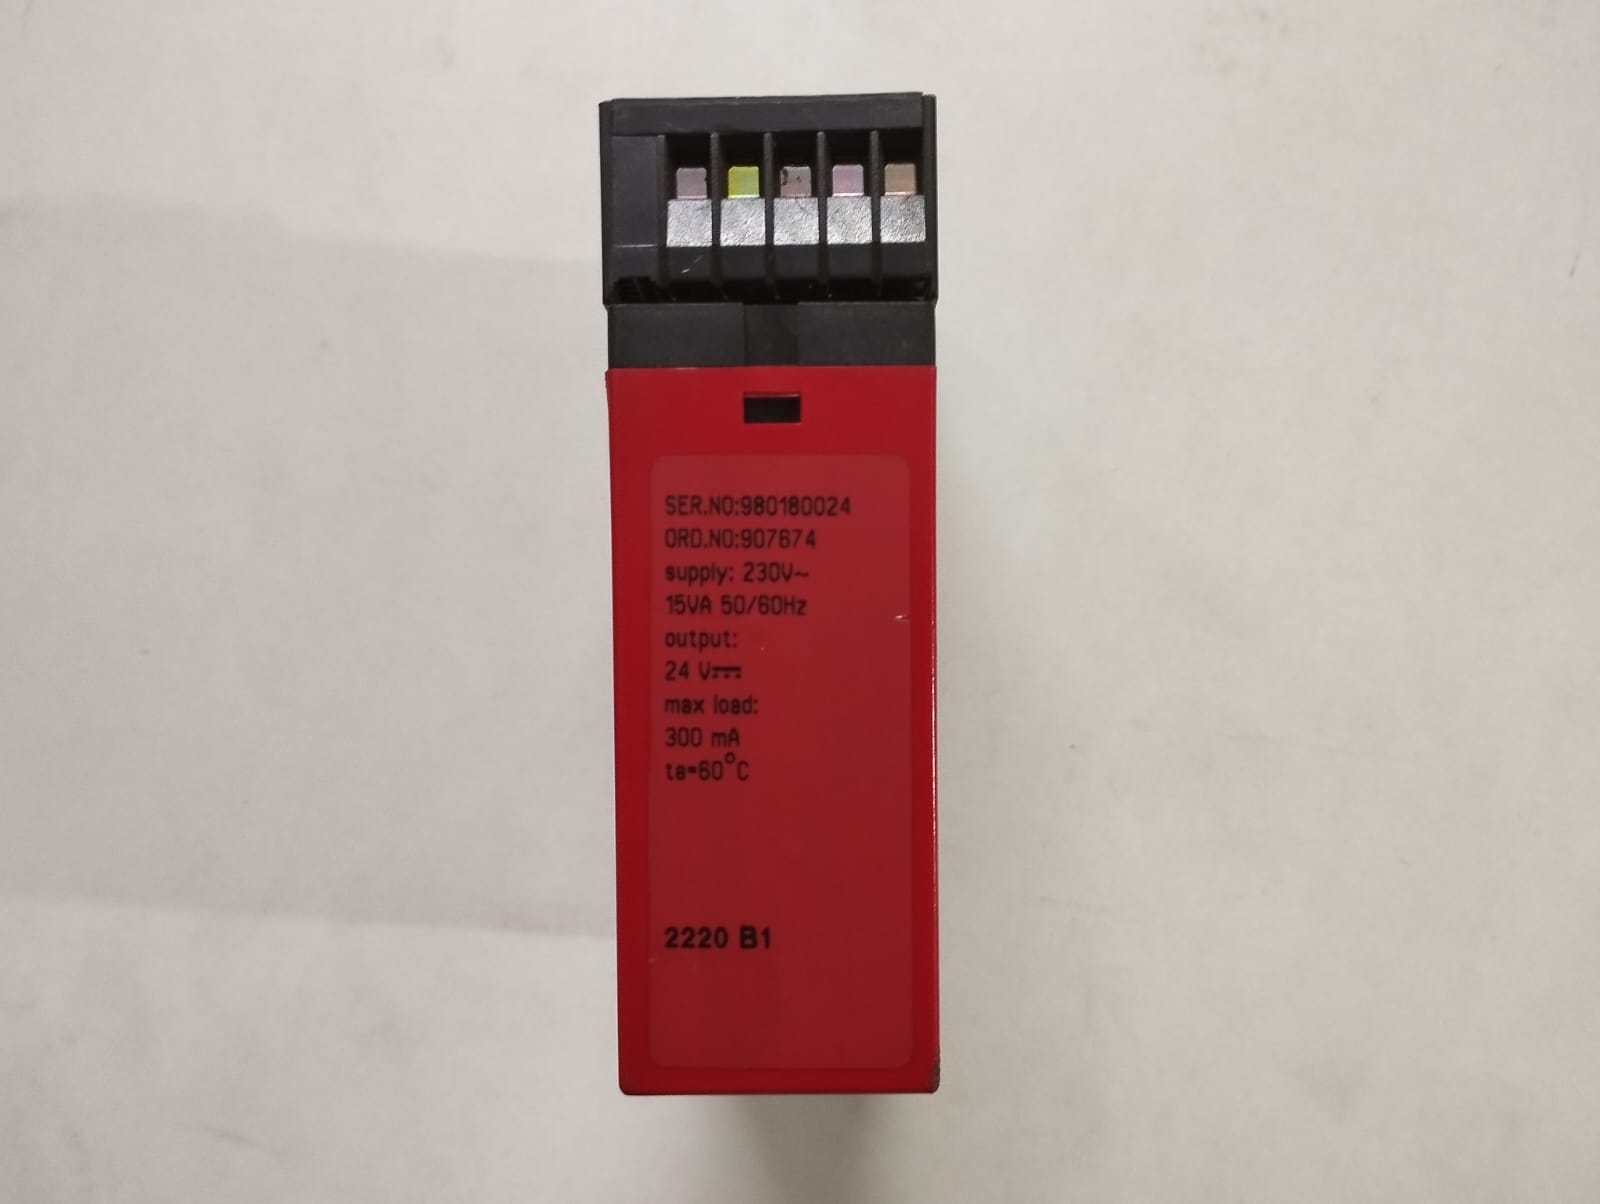 SER.NO:980180024
ORD.NO:907674
supply: 230V~
15VA 50/60Hz
output:
24 V⎓
max load:
300 mA
ta=60°C
2220 B1